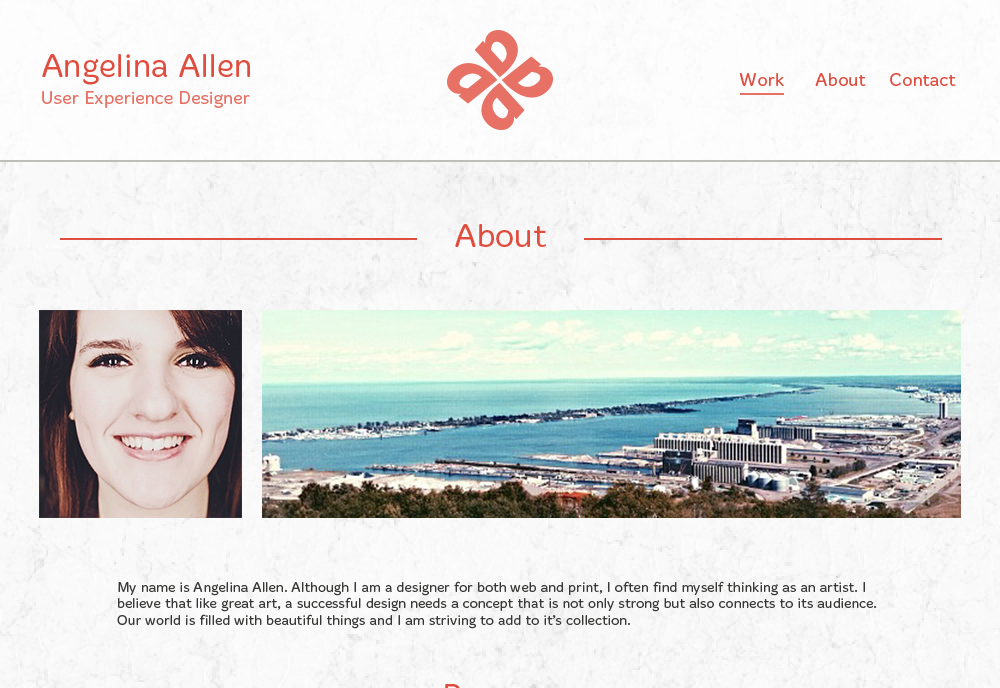 Angelina Allen
User Experience Designer
Work About Contact
About
My name is Angelina Allen. Although I am a designer for both web and print, I often find myself thinking as an artist. I
believe that like great art, a successful design needs a concept that is not only strong but also connects to its audience.
Our world is filled with beautiful things and I am striving to add to it’s collection.